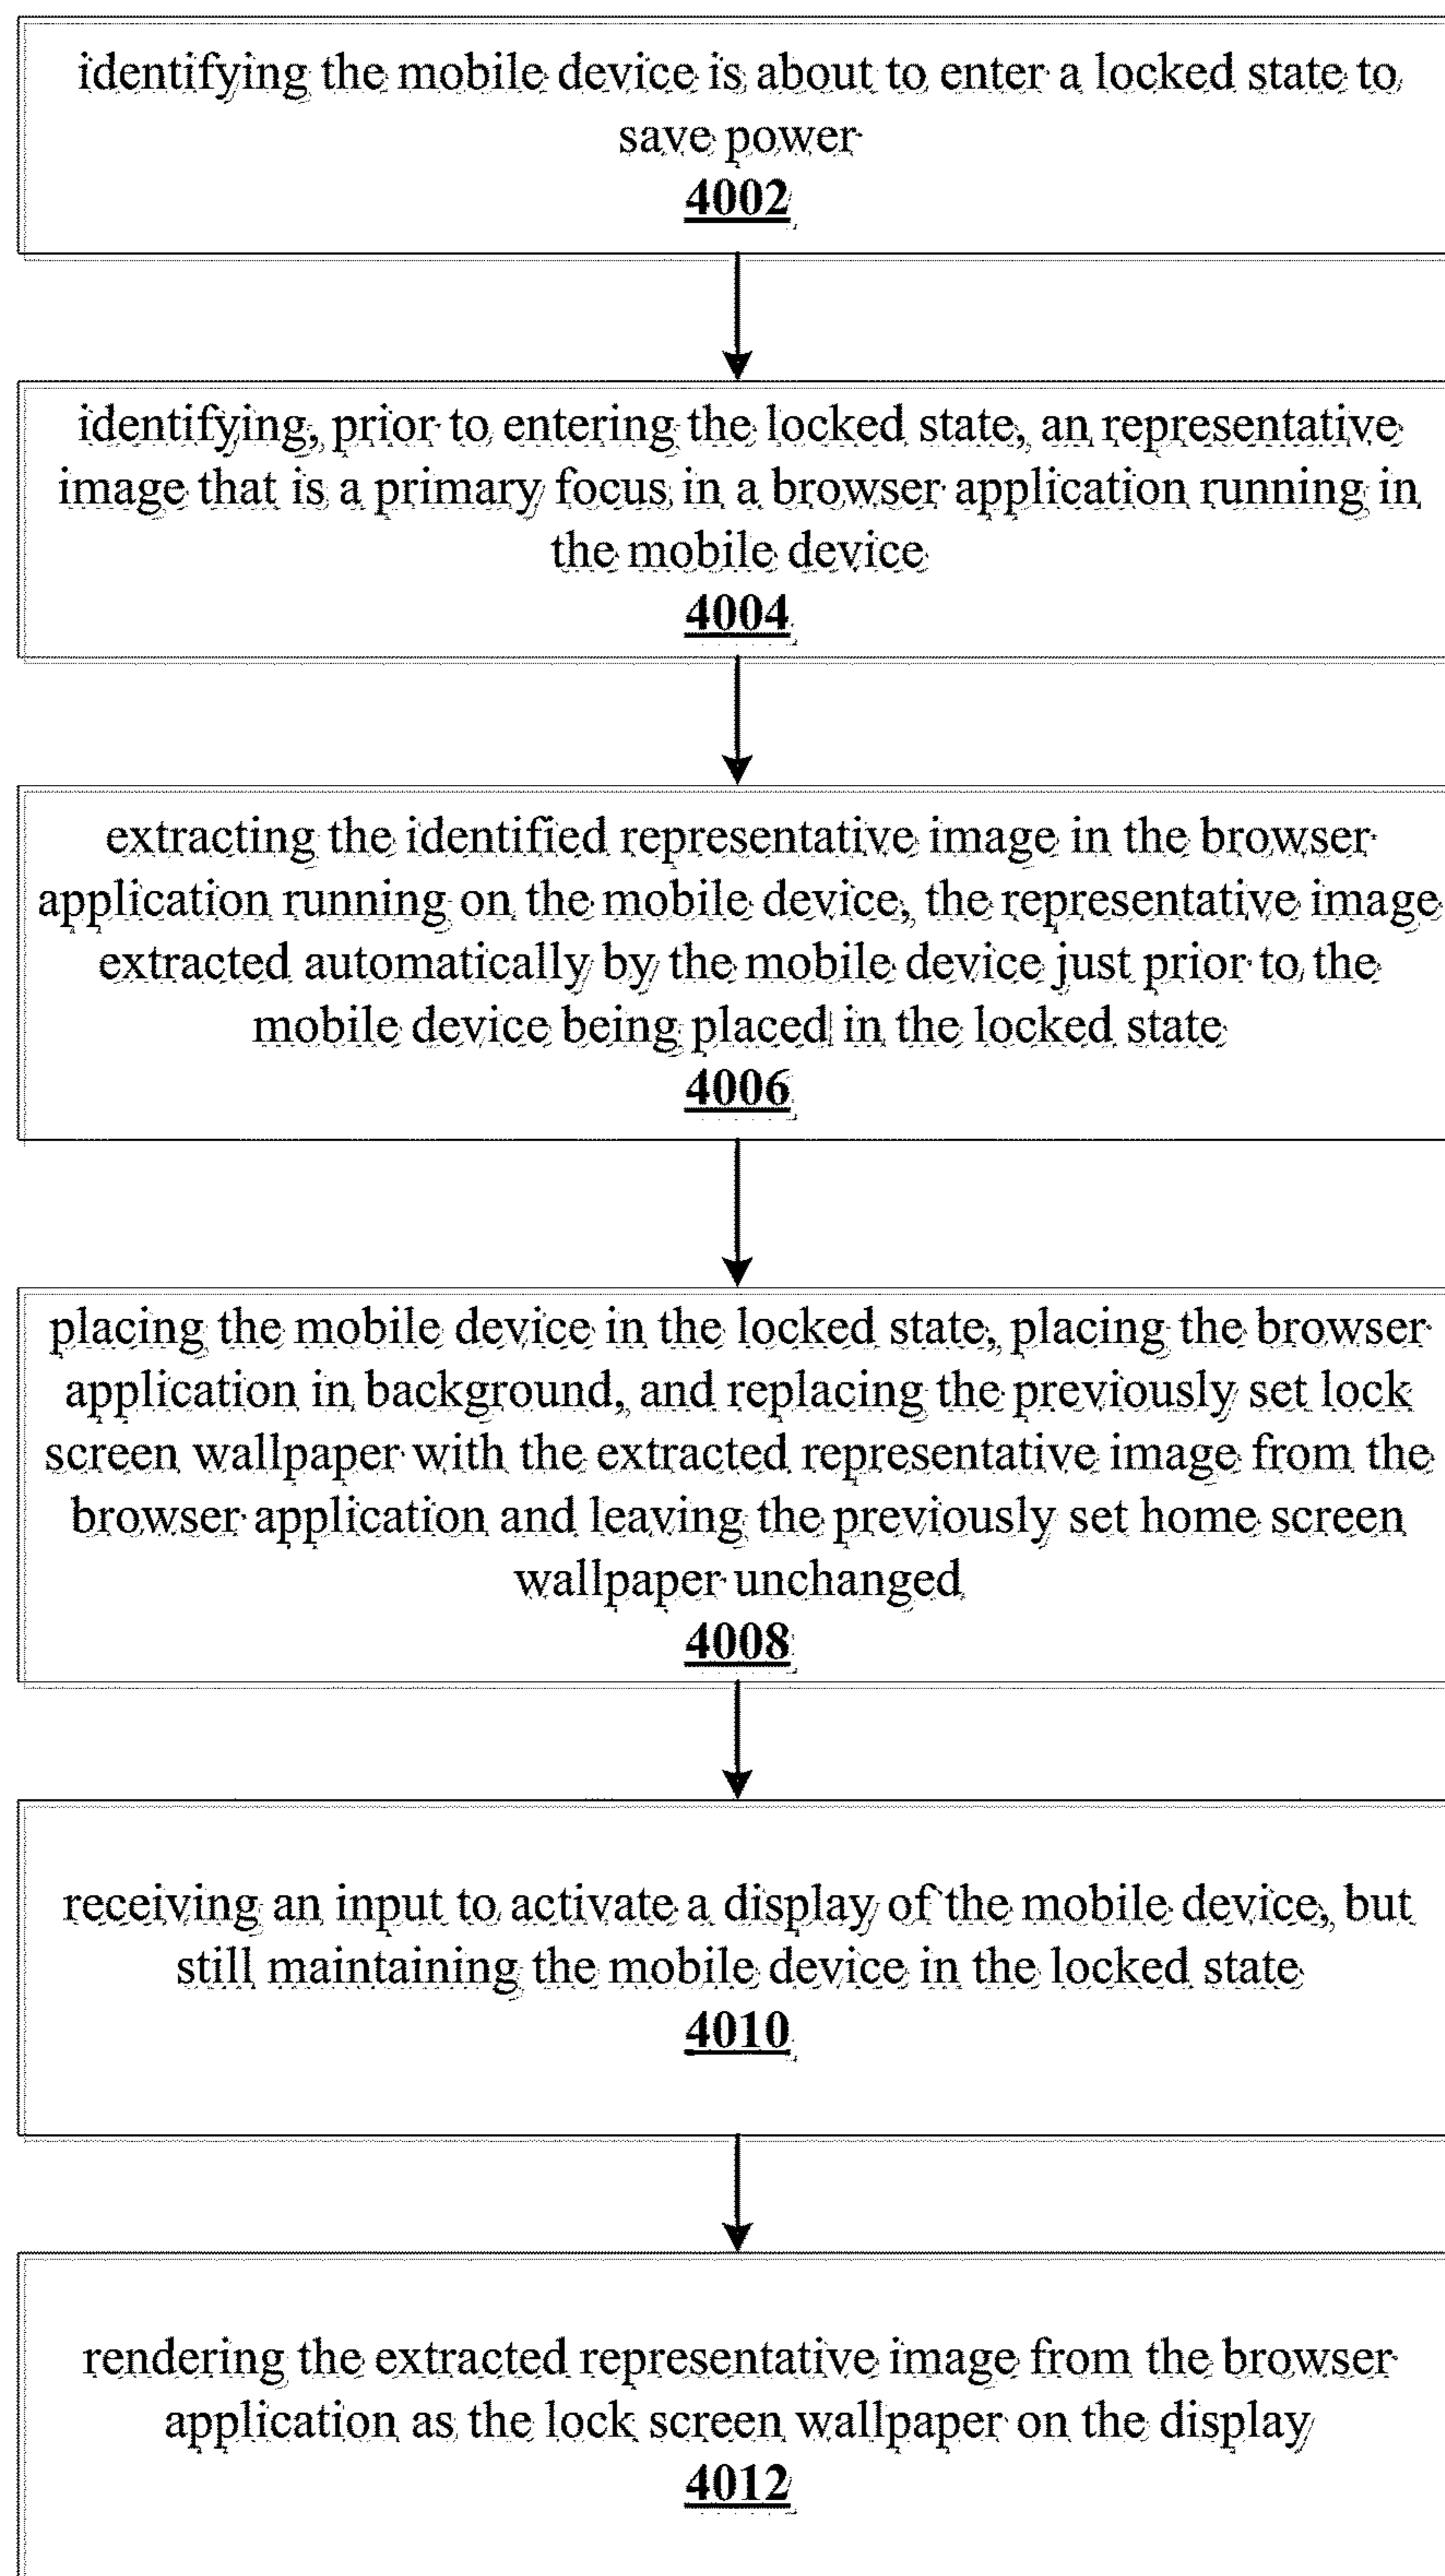 identifying the mobile device is about to enter a locked state to
save power
4002
identifying, prior to entering the locked state, an representative
image that is a primary focus in a browser application running in
the mobile device
4004
extracting the identified representative image in the browser
application running on the mobile device, the representative image
extracted automatically by the mobile device just prior to the
mobile device being placed in the locked state
4006
placing the mobile device in the locked state, placing the browser
application in background, and replacing the previously set lock
screen wallpaper with the extracted representative image from the
browser application and leaving the previously set home screen
wallpaper unchanged
4008
receiving an input to activate a display of the mobile device, but
still maintaining the mobile device in the locked state
4010
rendering the extracted representative image from the browser
application as the lock screen wallpaper on the display
4012